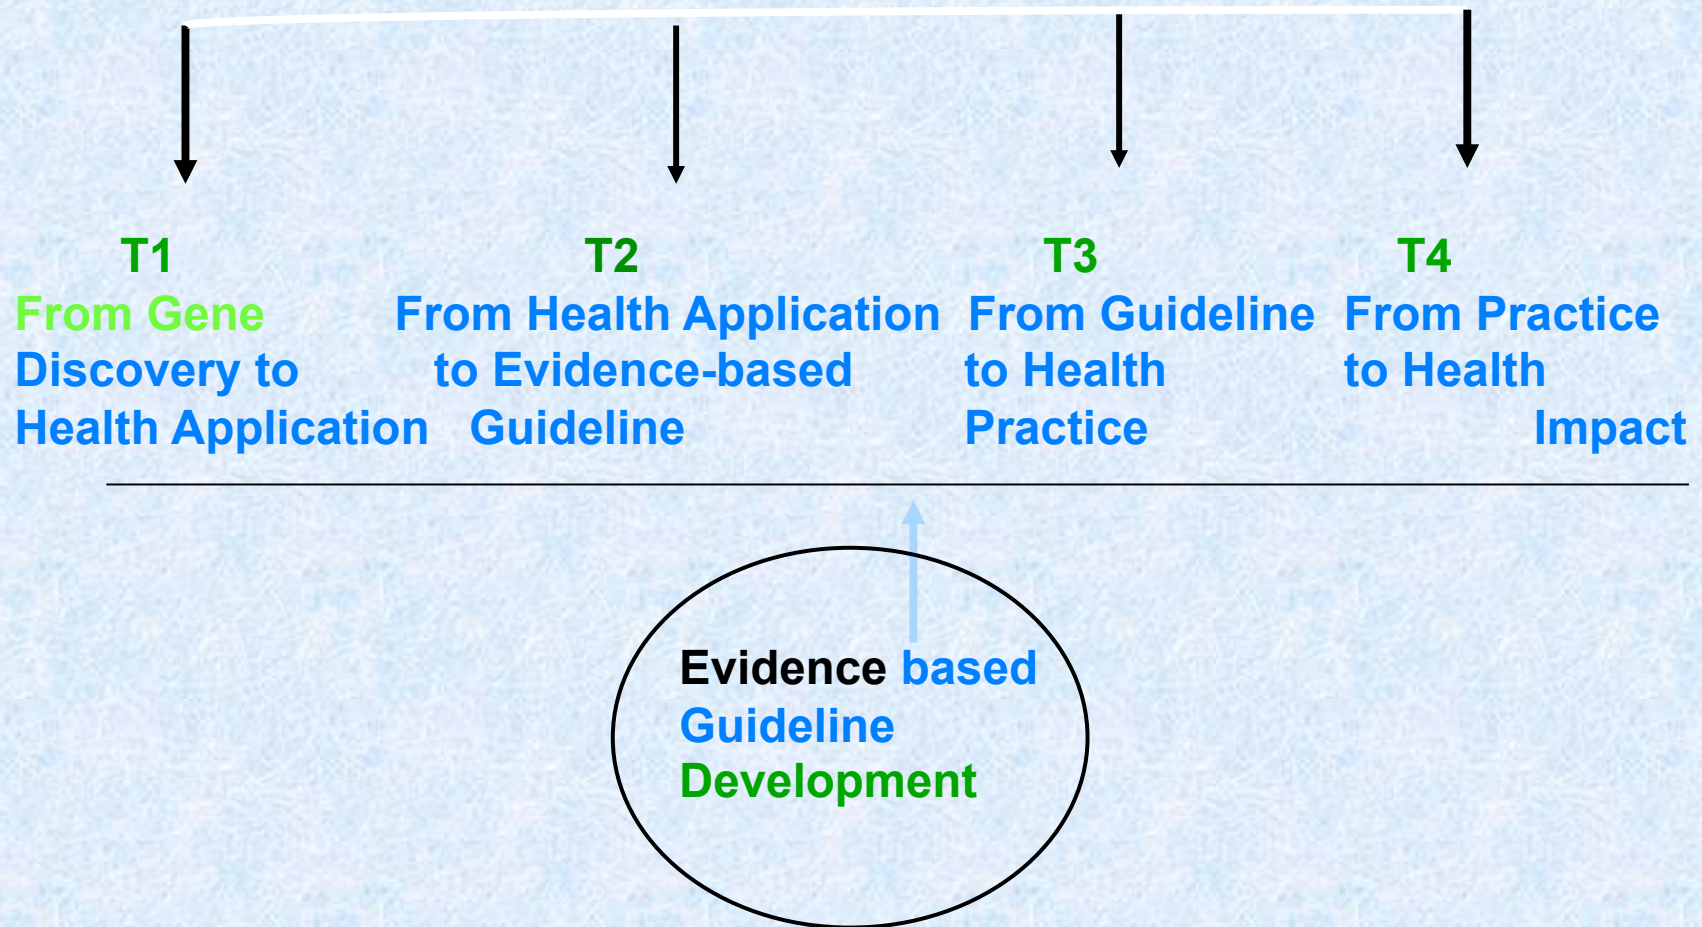 T1
From Gene
Discovery to
Health Application
T2
From Health Application
to Evidence-based
Guideline
T3
From Guideline
to Health
Practice
T4
From Practice
to Health
Impact
Evidence based
Guideline
Development